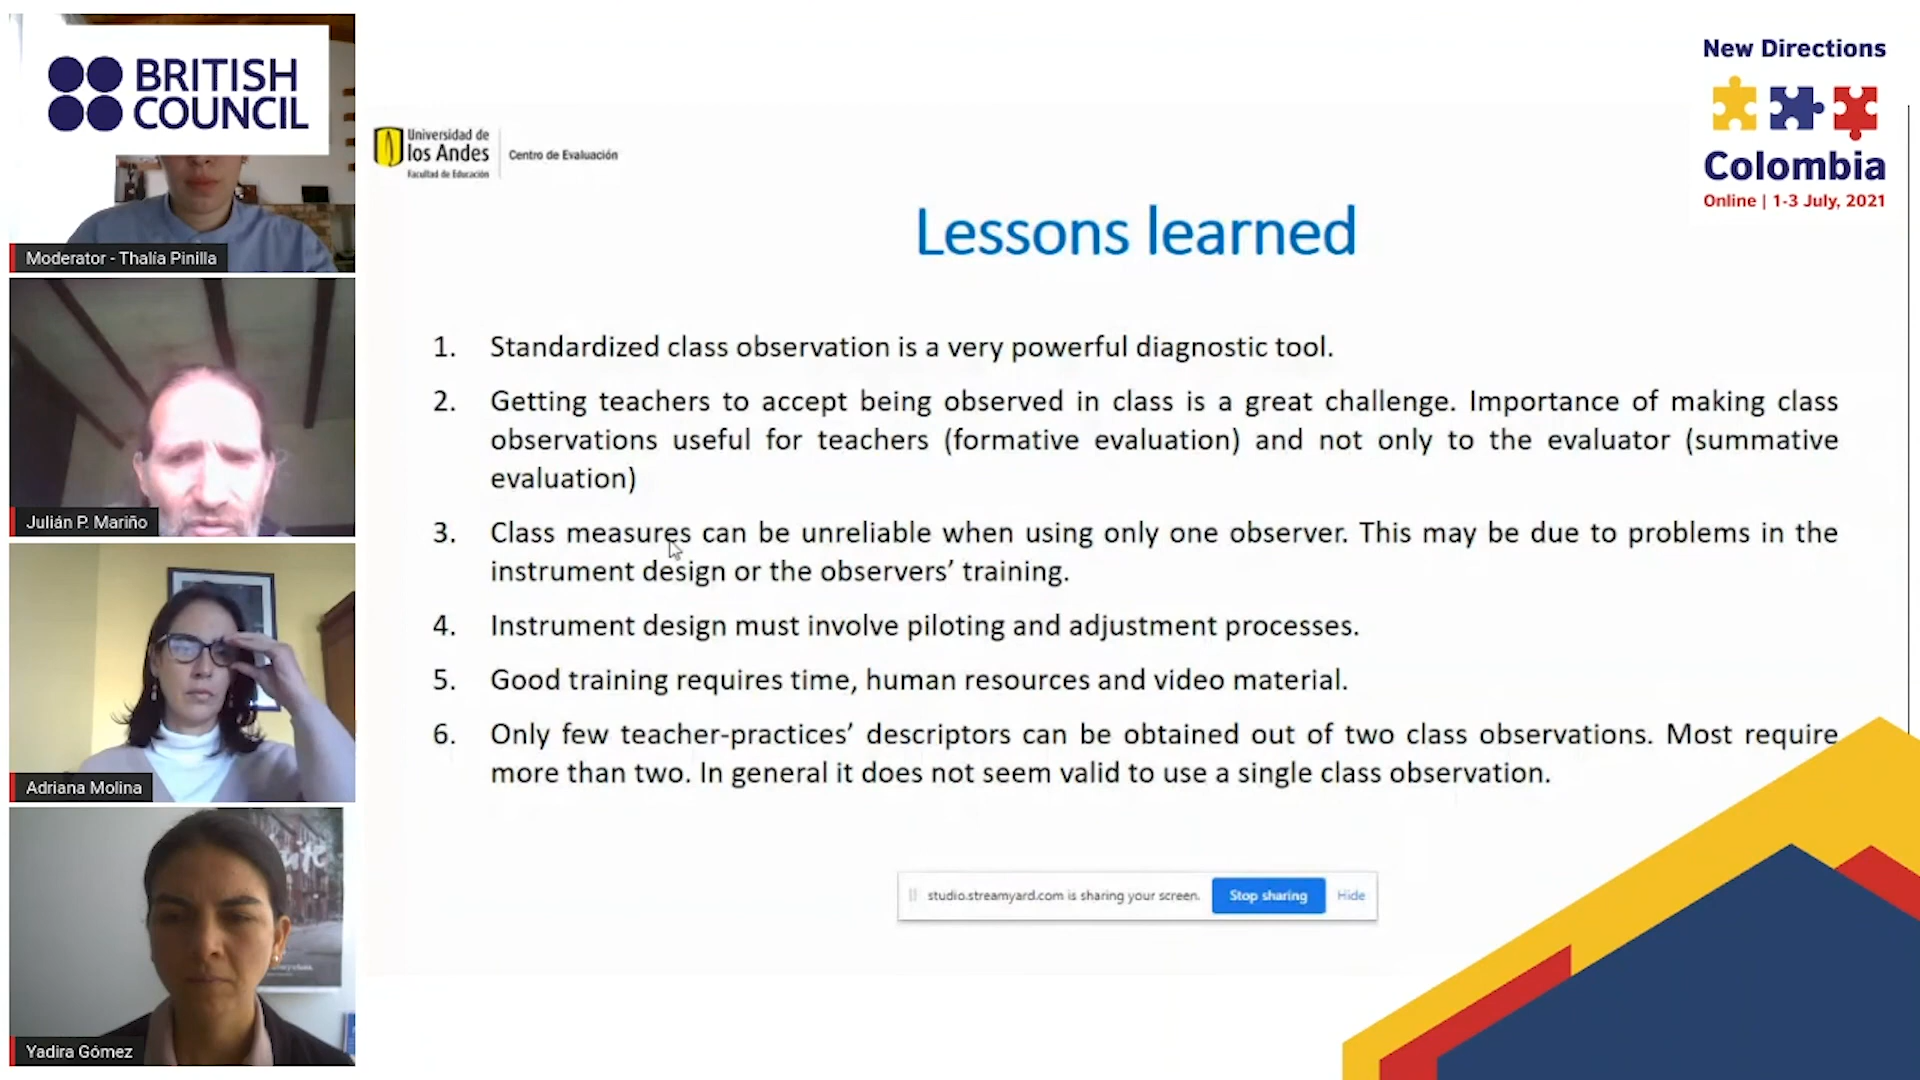 BRITISH
COUNCIL
Moderator - Thalía Pinilla
Julián P. Mariño
Adriana Molina
Yadira Gómez
Universidad de
los Andes
Facultad de Educación
Centro de Evaluación
New Directions
Colombia
Online | 1-3 July, 2021
Lessons learned
1. Standardized class observation is a very powerful diagnostic tool.
2. Getting teachers to accept being observed in class is a great challenge. Importance of making class
observations useful for teachers (formative evaluation) and not only to the evaluator (summative
evaluation)
3. Class measures can be unreliable when using only one observer. This may be due to problems in the
instrument design or the observers’ training.
4. Instrument design must involve piloting and adjustment processes.
5. Good training requires time, human resources and video material.
6. Only few teacher-practices’ descriptors can be obtained out of two class observations. Most require
more than two. In general it does not seem valid to use a single class observation.
studio.streamyard.com is sharing your screen.
Stop sharing
Hide